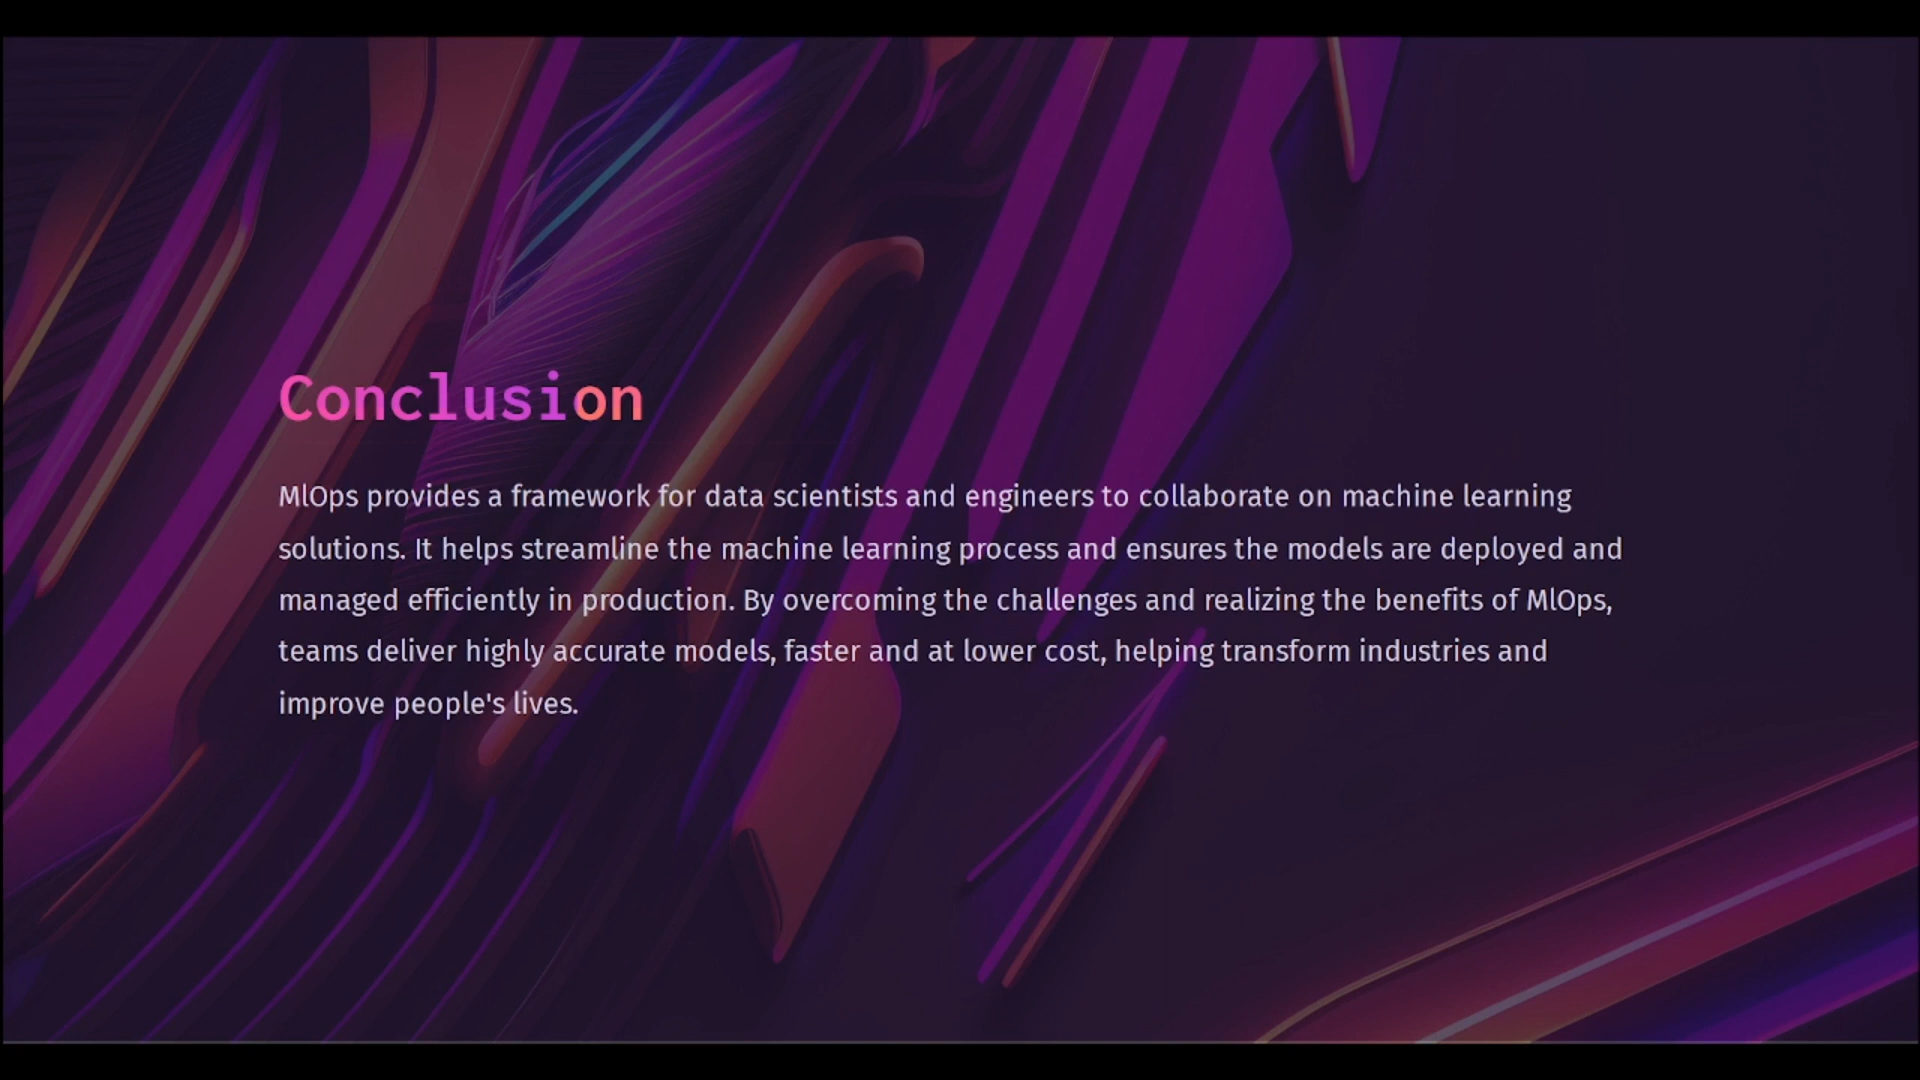 Conclusion
MlOps provides a framework for data scientists and engineers to collaborate on machine learning
solutions. It helps streamline the machine learning process and ensures the models are deployed and
managed efficiently in production. By overcoming the challenges and realizing the benefits of MlOps,
teams deliver highly accurate models, faster and at lower cost, helping transform industries and
improve people's lives.